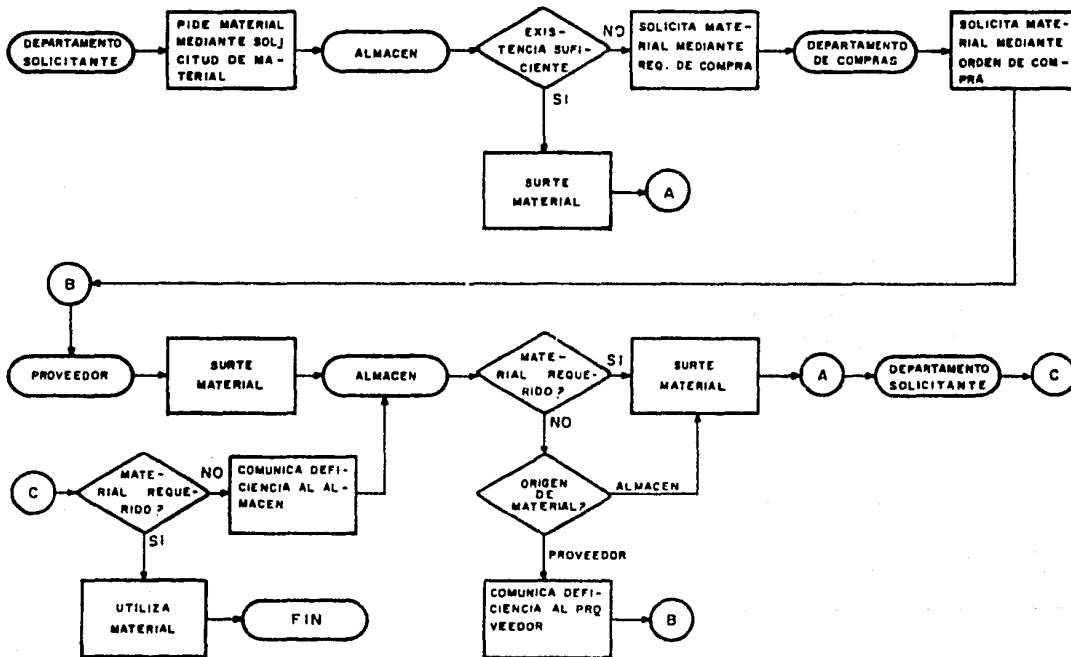 DEPARTAMENTO
SOLICITANTE
PIDE MATERIAL
MEDIANTE SOLI
CITUD DE MA-
TERIAL
ALMACEN
EXIS-
TENCIA SUFI-
CIENTE
NO
SI
SOLICITA MATE-
RIAL MEDIANTE
REQ. DE COMPRA
DEPARTAMENTO
DE COMPRAS
SOLICITA MATE-
RIAL MEDIANTE
ORDEN DE COM-
PRA
SURTE
MATERIAL
A
B
PROVEEDOR
SURTE
MATERIAL
ALMACEN
MATE-
RIAL REQUE-
RIDO?
SI
NO
SURTE
MATERIAL
A
DEPARTAMENTO
SOLICITANTE
C
C
MATE-
RIAL REQUE-
RIDO?
NO
SI
COMUNICA DEFI-
CIENCIA AL AL-
MACEN
ORIGEN
DE
MATERIAL?
ALMACEN
PROVEEDOR
UTILIZA
MATERIAL
FIN
COMUNICA DEFI-
CIENCIA AL PRO
VEEDOR
B